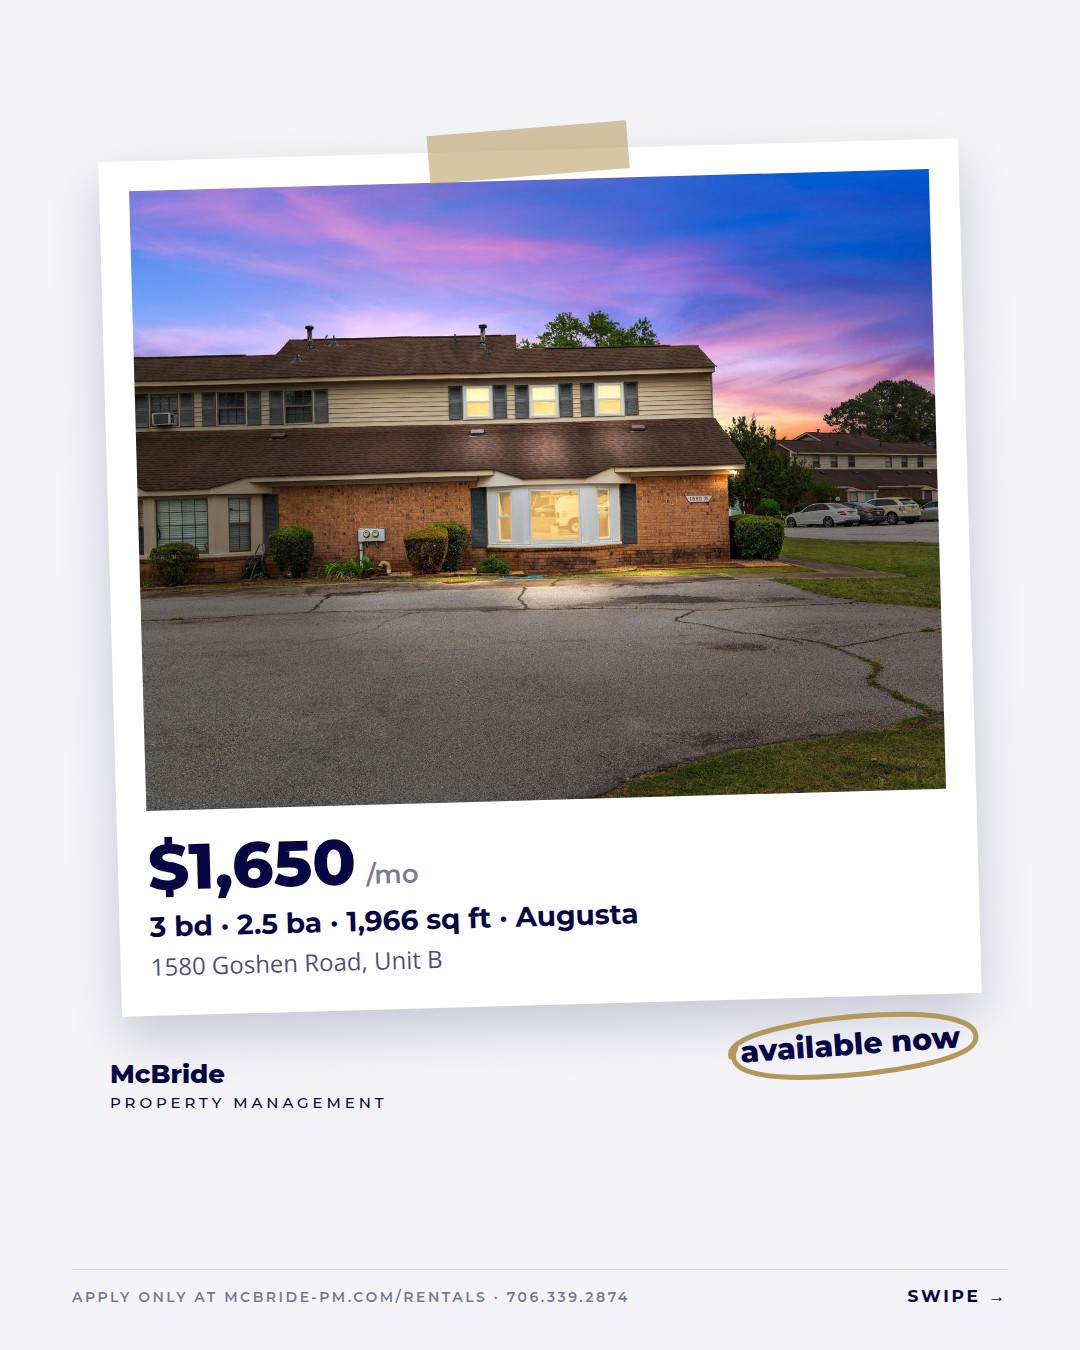 $1,650 /mo
3 bd · 2.5 ba · 1,966 sq ft · Augusta
1580 Goshen Road, Unit B
available now
McBride
PROPERTY MANAGEMENT
APPLY ONLY AT MCBRIDE-PM.COM/RENTALS · 706.339.2874
SWIPE →